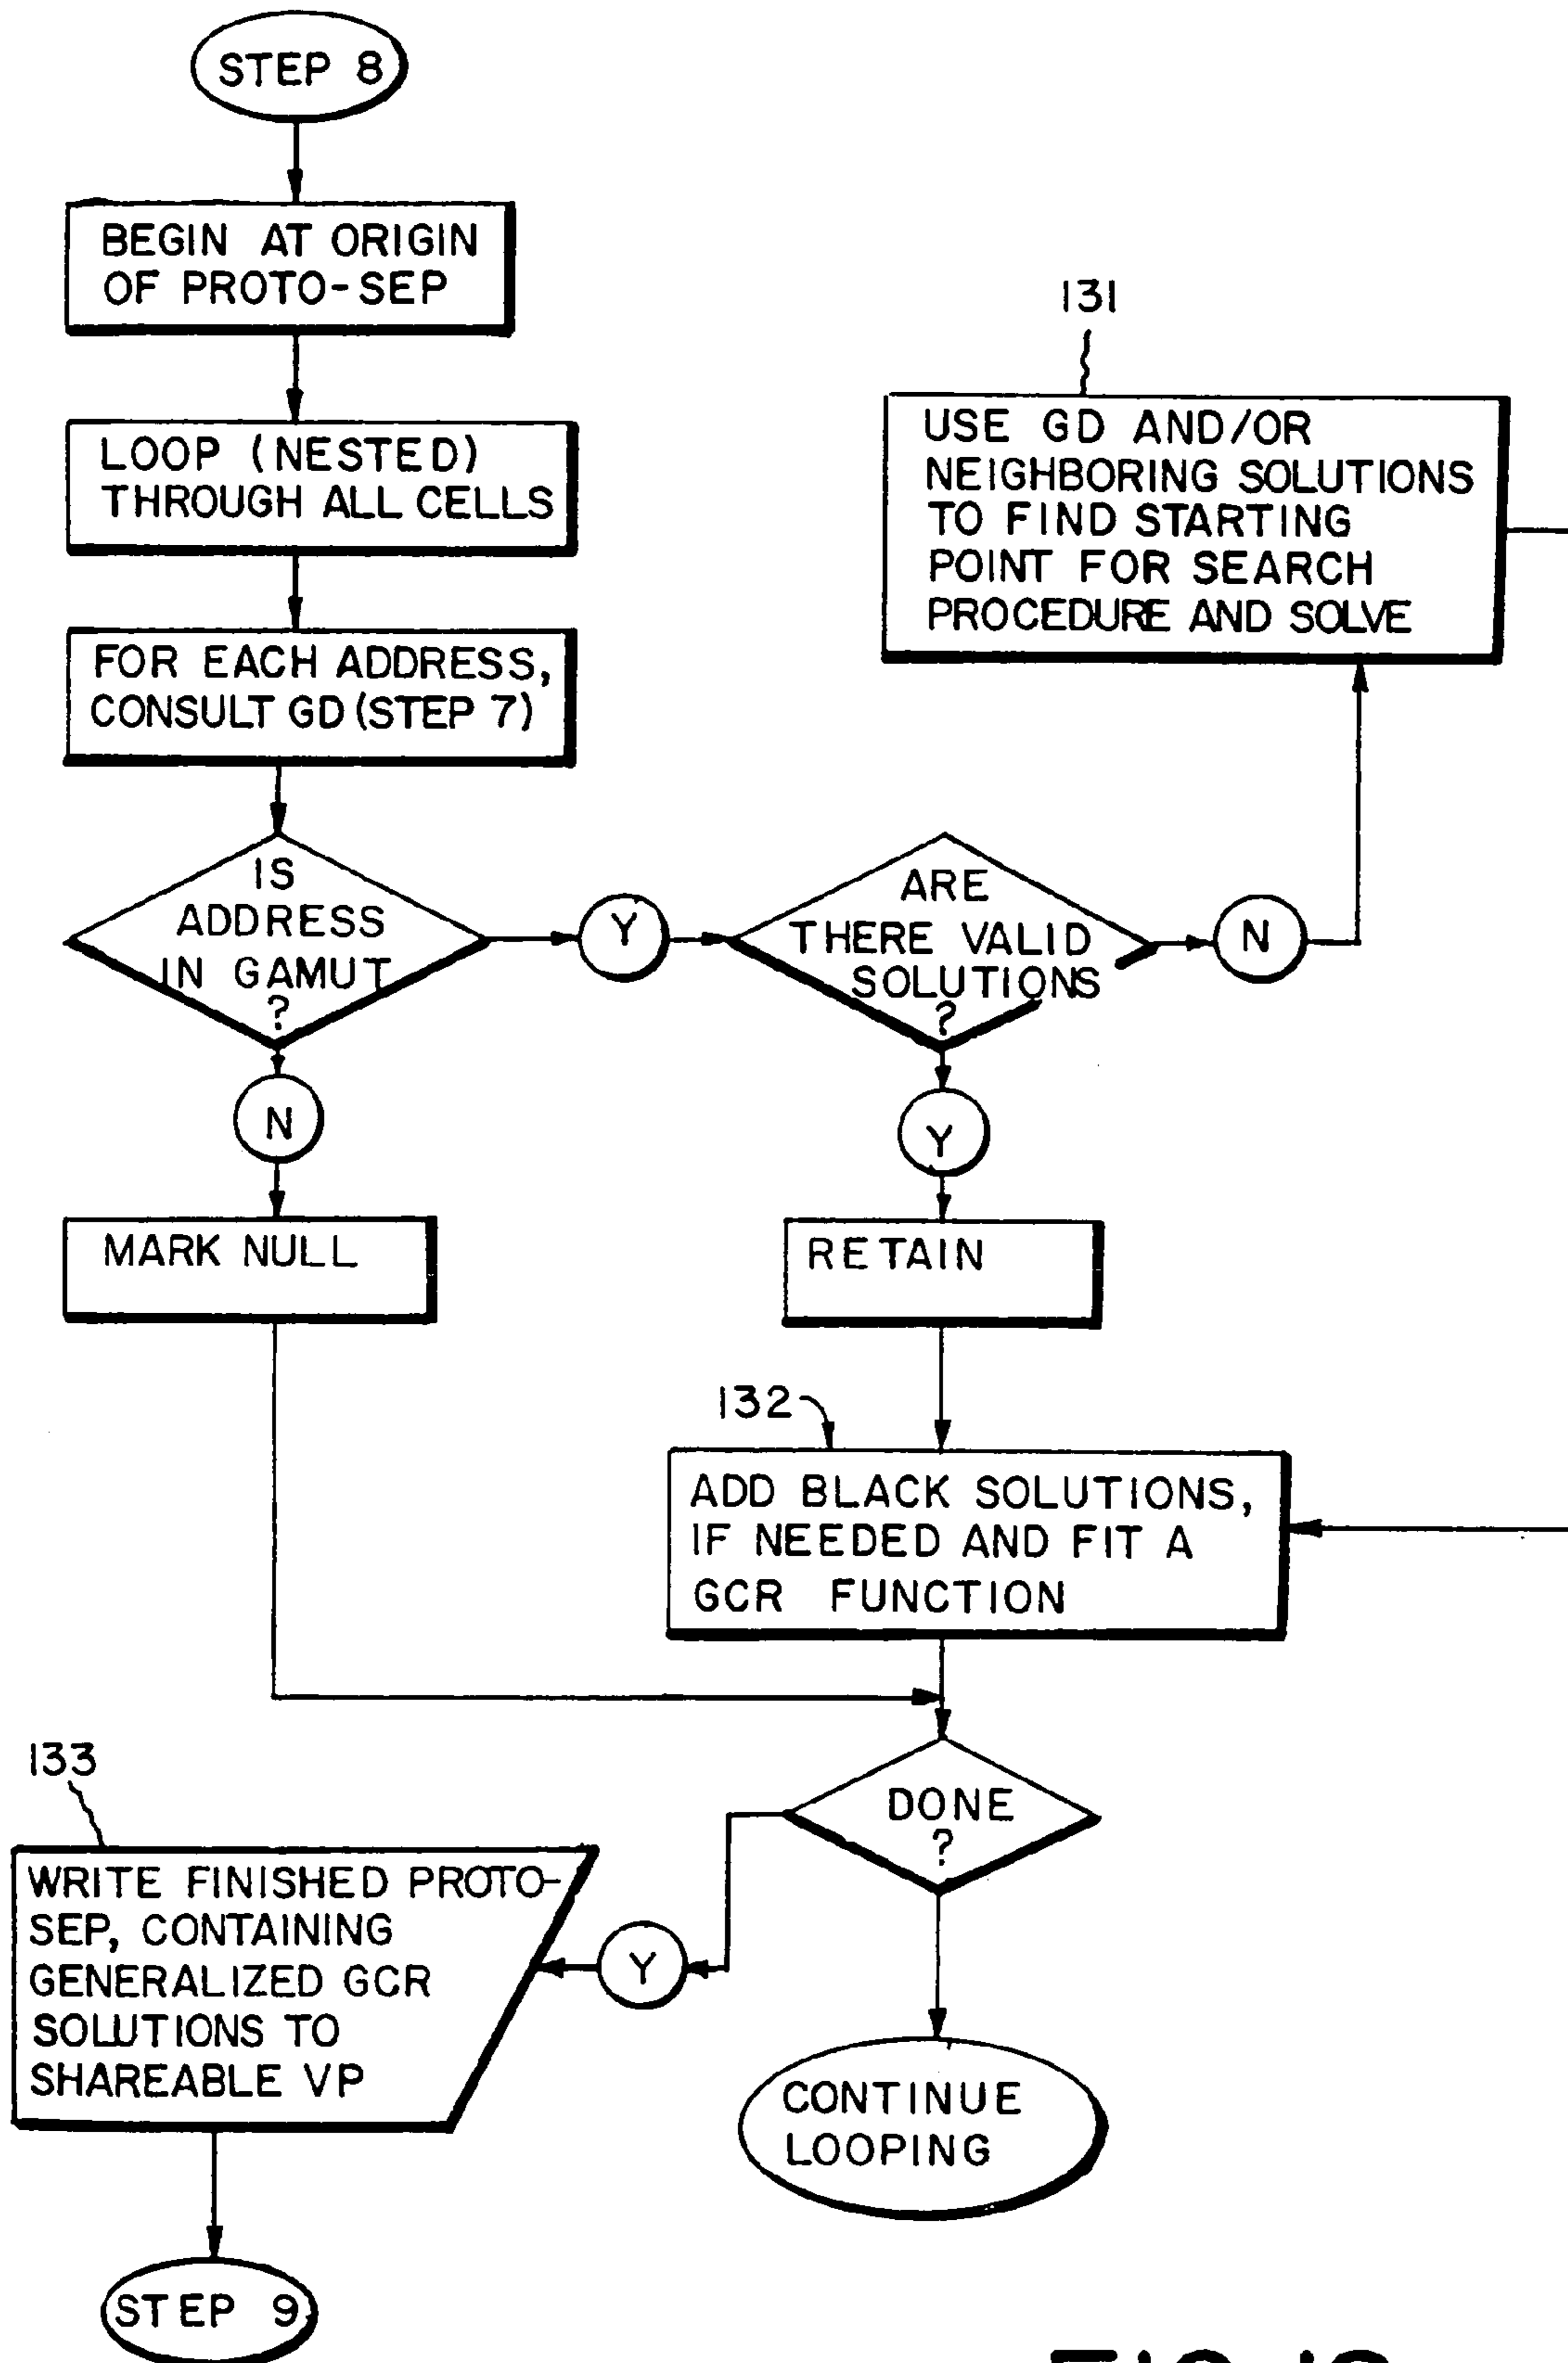 STEP 8
BEGIN AT ORIGIN
OF PROTO-SEP
LOOP (NESTED)
THROUGH ALL CELLS
FOR EACH ADDRESS,
CONSULT GD (STEP 7)
131
USE GD AND/OR
NEIGHBORING SOLUTIONS
TO FIND STARTING
POINT FOR SEARCH
PROCEDURE AND SOLVE
IS
ADDRESS
IN GAMUT
?
Y
ARE
THERE VALID
SOLUTIONS
?
N
N
Y
MARK NULL
RETAIN
132
ADD BLACK SOLUTIONS,
IF NEEDED AND FIT A
GCR FUNCTION
DONE
?
133
WRITE FINISHED PROTO-
SEP, CONTAINING
GENERALIZED GCR
SOLUTIONS TO
SHAREABLE VP
Y
CONTINUE
LOOPING
STEP 9